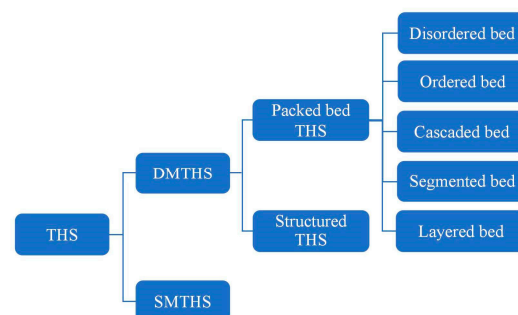 Disordered bed
Ordered bed
Packed bed
THS
Cascaded bed
DMTHS
Segmented bed
Structured
THS
Layered bed
THS
SMTHS